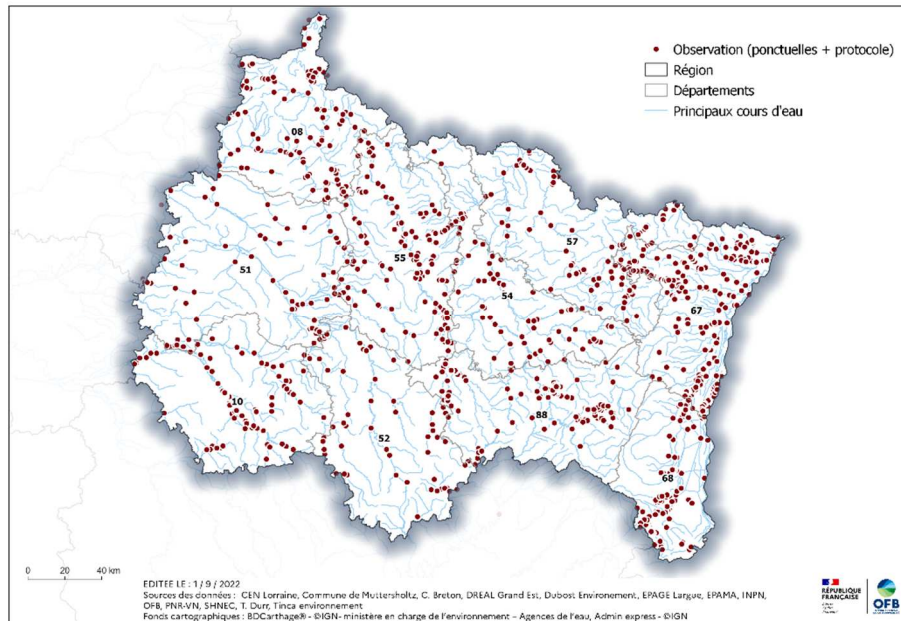 Observation (ponctuelles + protocole)
Région
Départements
Principaux cours d'eau
08
57
51
55
54
67
10
88
52
68
0 20 40 km
EDITEE LE : 1 / 9 / 2022
Sources des données : CEN Lorraine, Commune de Muttersholtz, C. Breton, DREAL Grand Est, Dubost Environement, EPAGE Largue, EPAMA, INPN,
OFB, PNR-VN, SHNEC, T. Durr, Tinca environnement
Fonds cartographiques : BDCarthage® - ©IGN- ministère en charge de l'environnement – Agences de l'eau, Admin express - ©IGN
RÉPUBLIQUE
FRANÇAISE
OFB